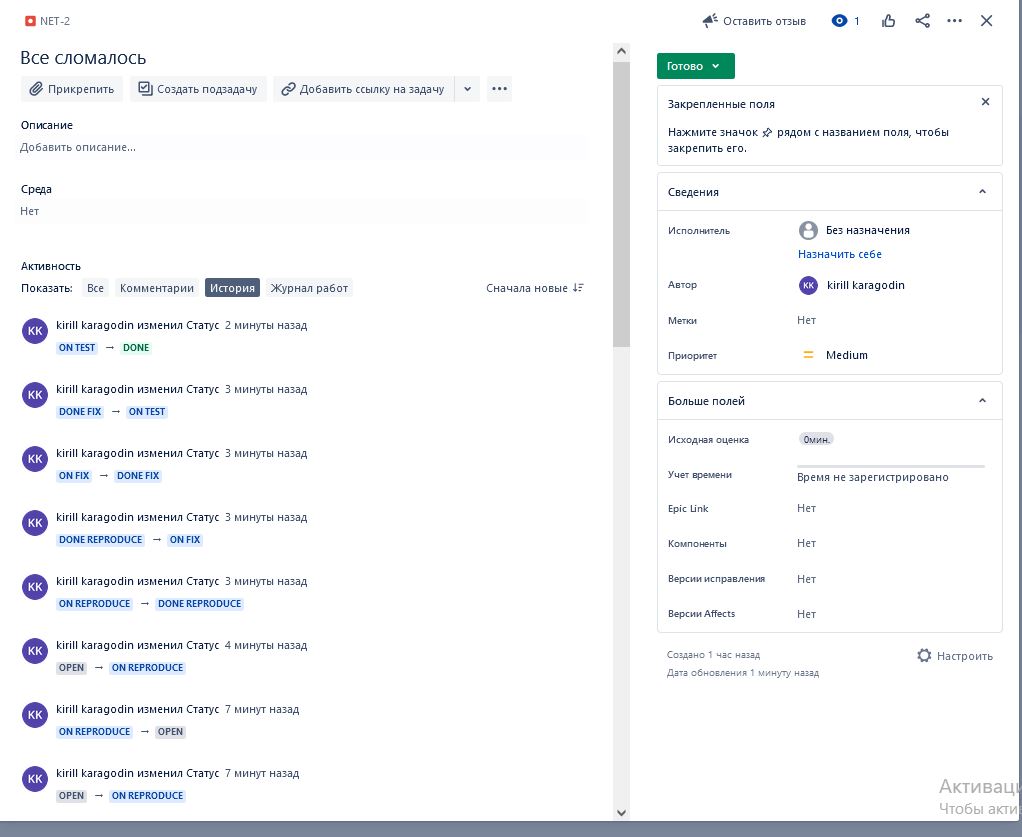 NET-2
Оставить отзыв
1
Все сломалось
Прикрепить
Создать подзадачу
Добавить ссылку на задачу
Описание
Добавить описание...
Среда
Нет
Активность
Показать: Все Комментарии История Журнал работ Сначала новые
KK kirill karagodin изменил Статус 2 минуты назад
ON TEST → DONE
KK kirill karagodin изменил Статус 3 минуты назад
DONE FIX → ON TEST
KK kirill karagodin изменил Статус 3 минуты назад
ON FIX → DONE FIX
KK kirill karagodin изменил Статус 3 минуты назад
DONE REPRODUCE → ON FIX
KK kirill karagodin изменил Статус 3 минуты назад
ON REPRODUCE → DONE REPRODUCE
KK kirill karagodin изменил Статус 4 минуты назад
OPEN → ON REPRODUCE
KK kirill karagodin изменил Статус 7 минут назад
ON REPRODUCE → OPEN
KK kirill karagodin изменил Статус 7 минут назад
OPEN → ON REPRODUCE
Готово
Закрепленные поля
Нажмите значок рядом с названием поля, чтобы
закрепить его.
Сведения
Исполнитель Без назначения
Назначить себе
Автор KK kirill karagodin
Метки Нет
Приоритет Medium
Больше полей
Исходная оценка 0мин.
Учет времени Время не зарегистрировано
Epic Link Нет
Компоненты Нет
Версии исправления Нет
Версии Affects Нет
Создано 1 час назад
Дата обновления 1 минуту назад
Настроить
Активаци
Чтобы акти